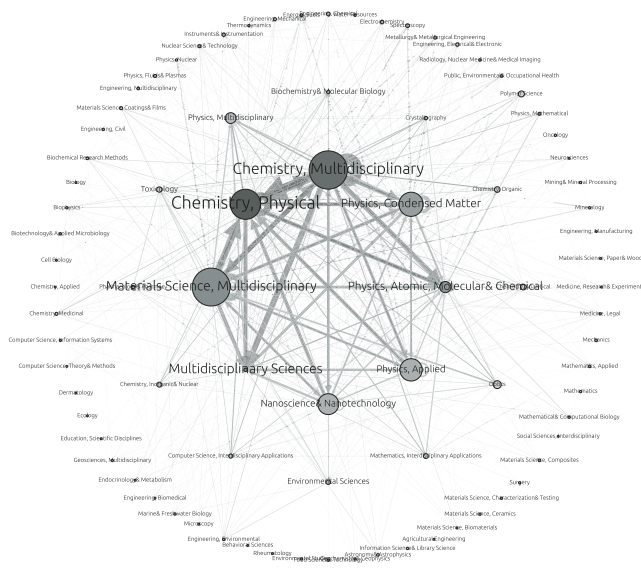 Engineering, Chemical
Engineering, Mechanical
Electrochemistry
Thermodynamics
Spectroscopy
Instruments& Instrumentation
Metallurgy& Metallurgical Engineering
Nuclear Science& Technology
Engineering, Electrical& Electronic
Physics, Nuclear
Radiology, Nuclear Medicine& Medical Imaging
Physics, Fluids& Plasmas
Public, Environmental& Occupational Health
Engineering, Multidisciplinary
Biochemistry& Molecular Biology
Polymer Science
Materials Science, Coatings& Films
Physics, Multidisciplinary
Crystallography
Physics, Mathematical
Engineering, Civil
Oncology
Biochemical Research Methods
Neurosciences
Chemistry, Multidisciplinary
Biology
Toxicology
Chemistry, Organic
Mining& Mineral Processing
Chemistry, Physical
Physics, Condensed Matter
Biophysics
Mineralogy
Biotechnology& Applied Microbiology
Engineering, Manufacturing
Cell Biology
Materials Science, Paper& Wood
Chemistry, Applied
Materials Science, Multidisciplinary
Physics, Atomic, Molecular& Chemical
Medicine, Research& Experiment
Chemistry, Medicinal
Medicine, Legal
Computer Science, Information Systems
Mechanics
Computer Science, Theory& Methods
Multidisciplinary Sciences
Physics, Applied
Mathematics, Applied
Chemistry, Inorganic& Nuclear
Optics
Dermatology
Mathematics
Nanoscience& Nanotechnology
Ecology
Mathematical& Computational Biology
Education, Scientific Disciplines
Social Sciences, Interdisciplinary
Geosciences, Multidisciplinary
Computer Science, Interdisciplinary Applications
Mathematics, Interdisciplinary Applications
Materials Science, Composites
Endocrinology& Metabolism
Environmental Sciences
Surgery
Engineering, Biomedical
Materials Science, Characterization& Testing
Marine& Freshwater Biology
Materials Science, Ceramics
Microscopy
Materials Science, Biomaterials
Engineering, Environmental
Agricultural Engineering
Behavioral Sciences
Information Science& Library Science
Rheumatology
Astronomy& Astrophysics
Environmental Studies
Food Science& Technology